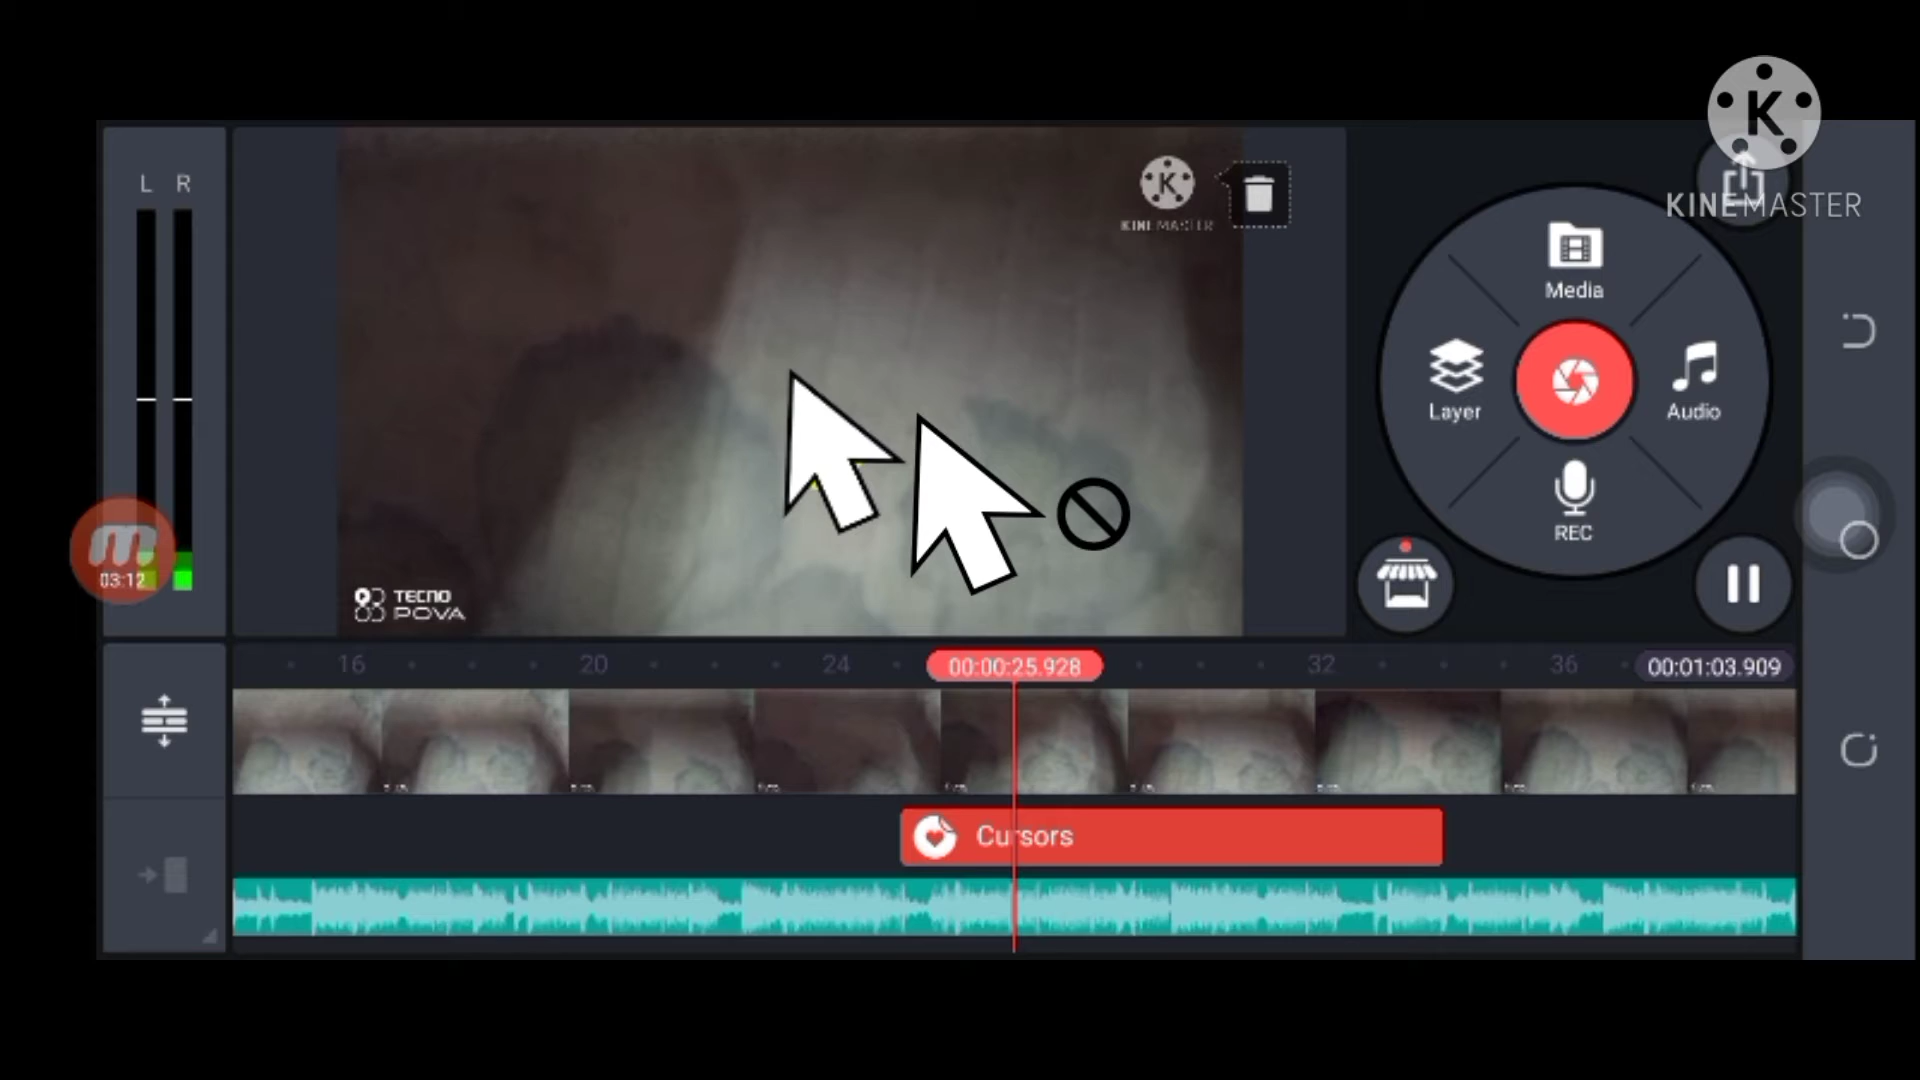 K
KINEMASTER
L R
K
KINEMASTER
Media
Layer
Audio
REC
03:12
TECNO
POVA
16 20 24 00:00:25.928 32 36 00:01:03.909
Cursors